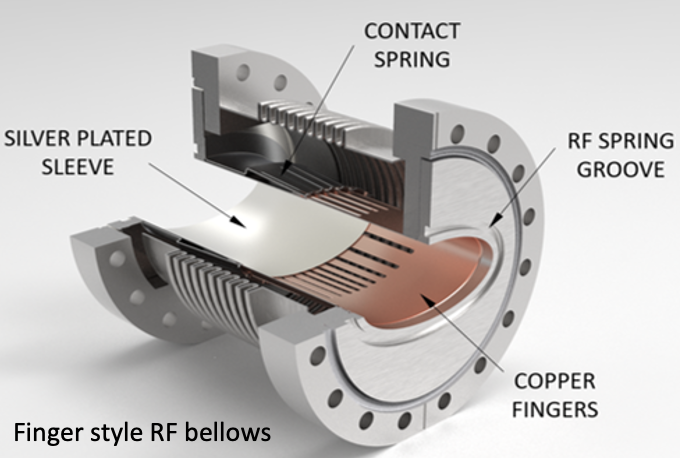 CONTACT
SPRING
SILVER PLATED
SLEEVE
RF SPRING
GROOVE
COPPER
FINGERS
Finger style RF bellows